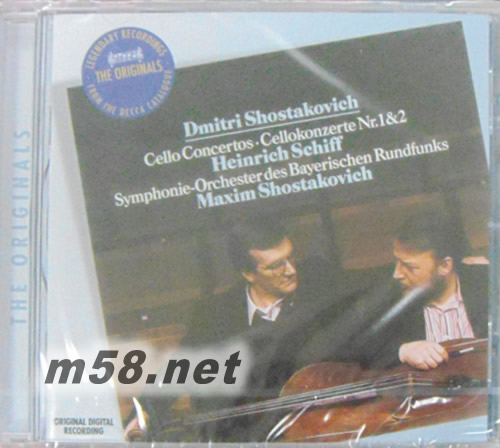 LEGENDARY RECORDINGS
THE ORIGINALS
FROM THE DECCA CATALOGUE
Dmitri Shostakovich
Cello Concertos · Cellokonzerte Nr.1&2
Heinrich Schiff
Symphonie-Orchester des Bayerischen Rundfunks
Maxim Shostakovich
THE ORIGINALS
m58.net
ORIGINAL DIGITAL
RECORDING